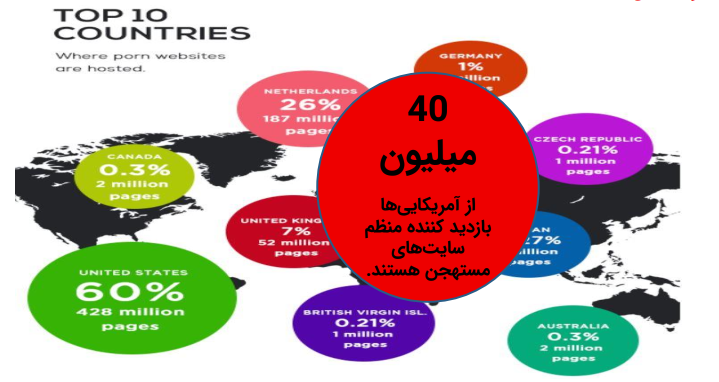 TOP 10
COUNTRIES
Where porn websites
are hosted.
GERMANY
1%
NETHERLANDS
26%
187
pages
40
میلیون
از آمریکایی‌ها
بازدید کننده منظم
سایت‌های
مستهجن هستند.
CZECH REPUBLIC
0.21%
1 million
pages
CANADA
0.3%
2 million
pages
UNITED
7%
52 million
pages
UNITED STATES
60%
428 million
pages
BRITISH VIRGIN ISL.
0.21%
1 million
pages
AUSTRALIA
0.3%
2 million
pages